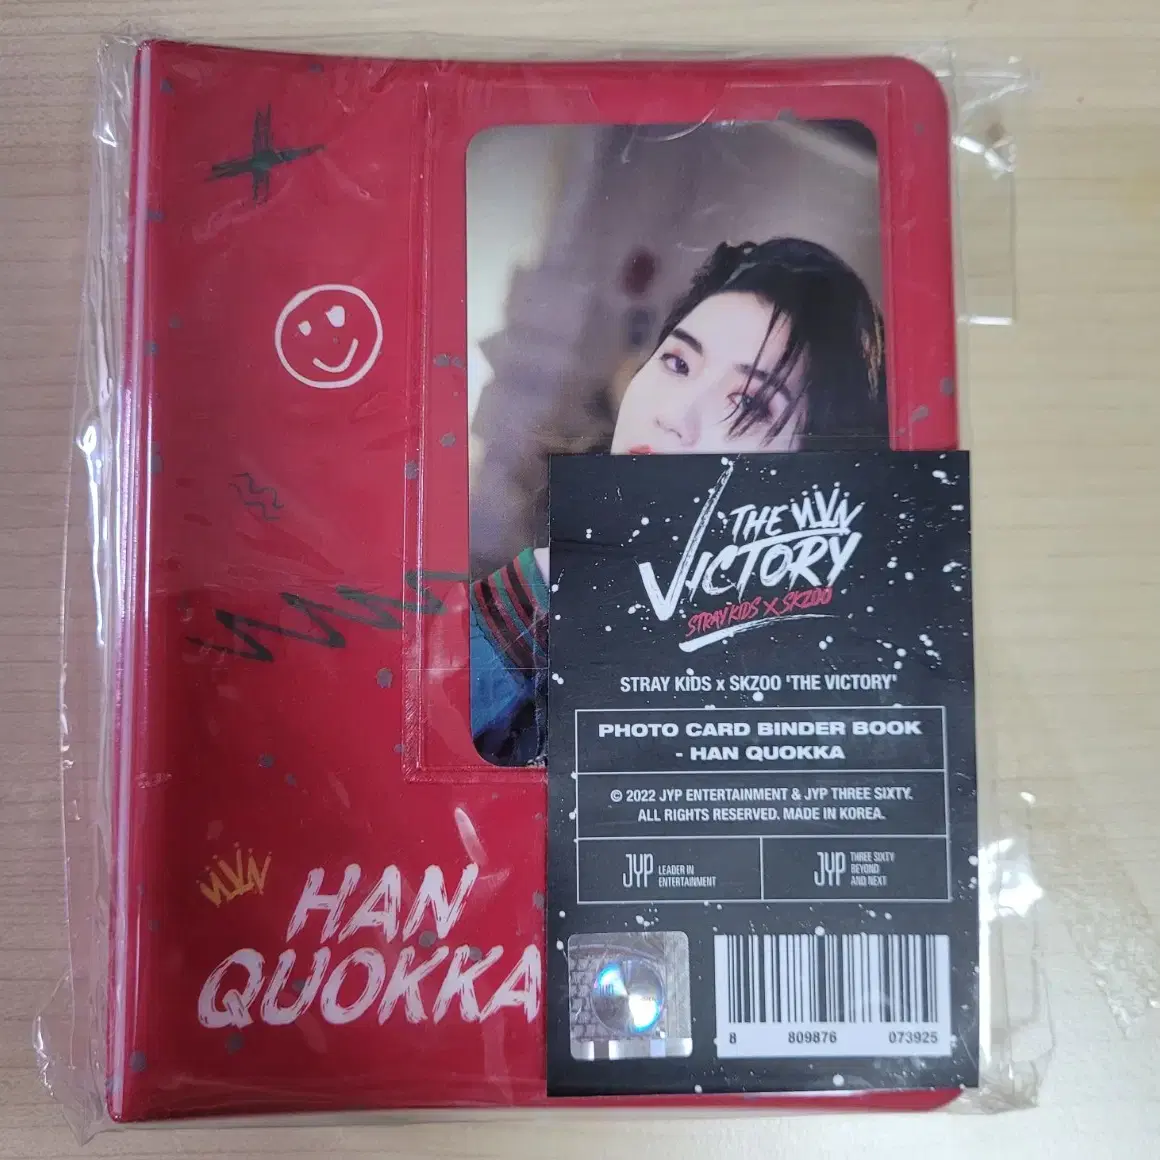 THE
VICTORY
STRAY KIDS X SKZOO
STRAY KIDS x SKZOO 'THE VICTORY'
PHOTO CARD BINDER BOOK
- HAN QUOKKA
© 2022 JYP ENTERTAINMENT & JYP THREE SIXTY.
ALL RIGHTS RESERVED. MADE IN KOREA.
JYP LEADER IN
ENTERTAINMENT
JYP THREE SIXTY
BEYOND
AND NEXT
HAN
QUOKKA
8 809876 073925